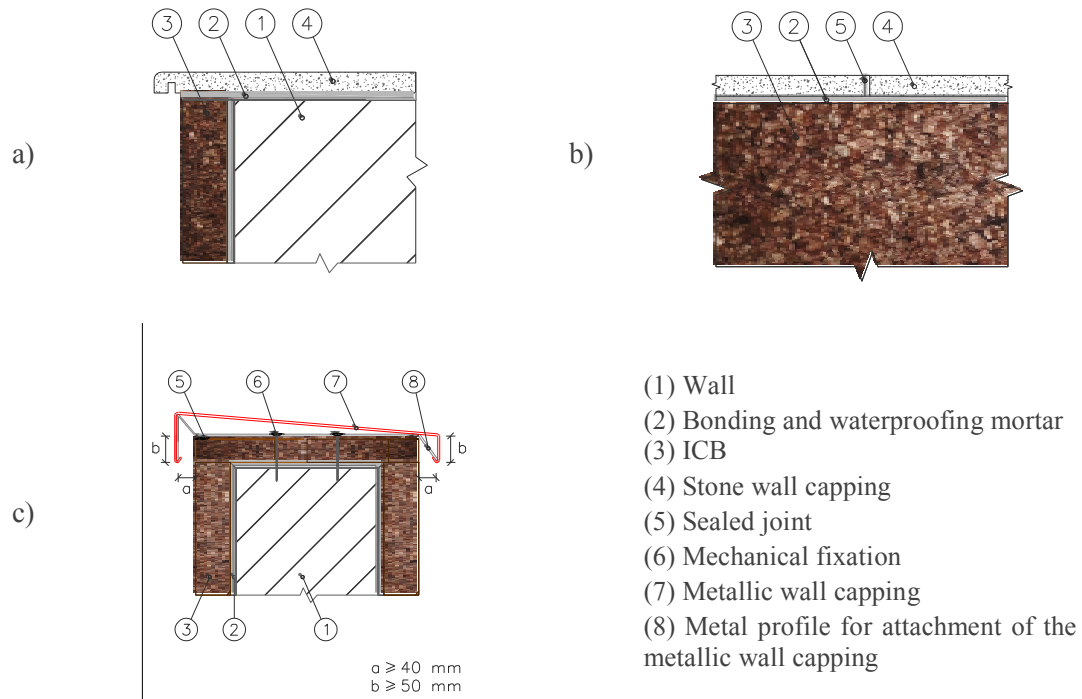 3 2 1 4
3 2 5 4
a)
b)
5 6 7 8
b b
a a
c)
3 2 1
a ≥ 40 mm
b ≥ 50 mm
(1) Wall
(2) Bonding and waterproofing mortar
(3) ICB
(4) Stone wall capping
(5) Sealed joint
(6) Mechanical fixation
(7) Metallic wall capping
(8) Metal profile for attachment of the
metallic wall capping